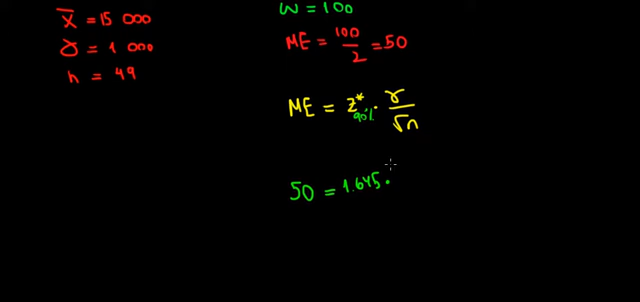 x̄ = 15 000
σ = 1 000
n = 49
W = 100
ME = 100/2 = 50
ME = z*90% · σ/√n
50 = 1.645 ·